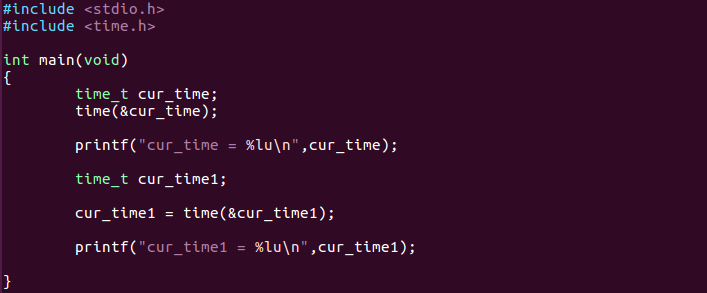 #include <stdio.h>
#include <time.h>
int main(void)
{
time_t cur_time;
time(&cur_time);
printf("cur_time = %lu\n",cur_time);
time_t cur_time1;
cur_time1 = time(&cur_time1);
printf("cur_time1 = %lu\n",cur_time1);
}